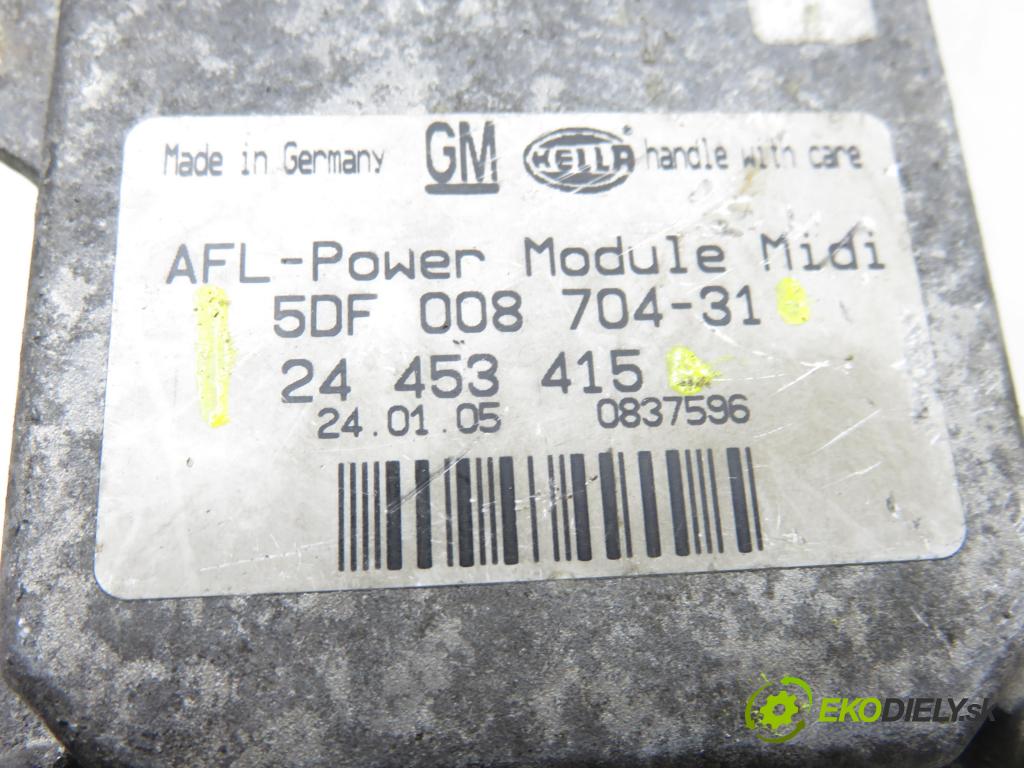 Made in Germany GM HELLA® handle with care
AFL-Power Module Midi
5DF 008 704-31
24 453 415
24.01.05 0837596
EKODIELY.sk